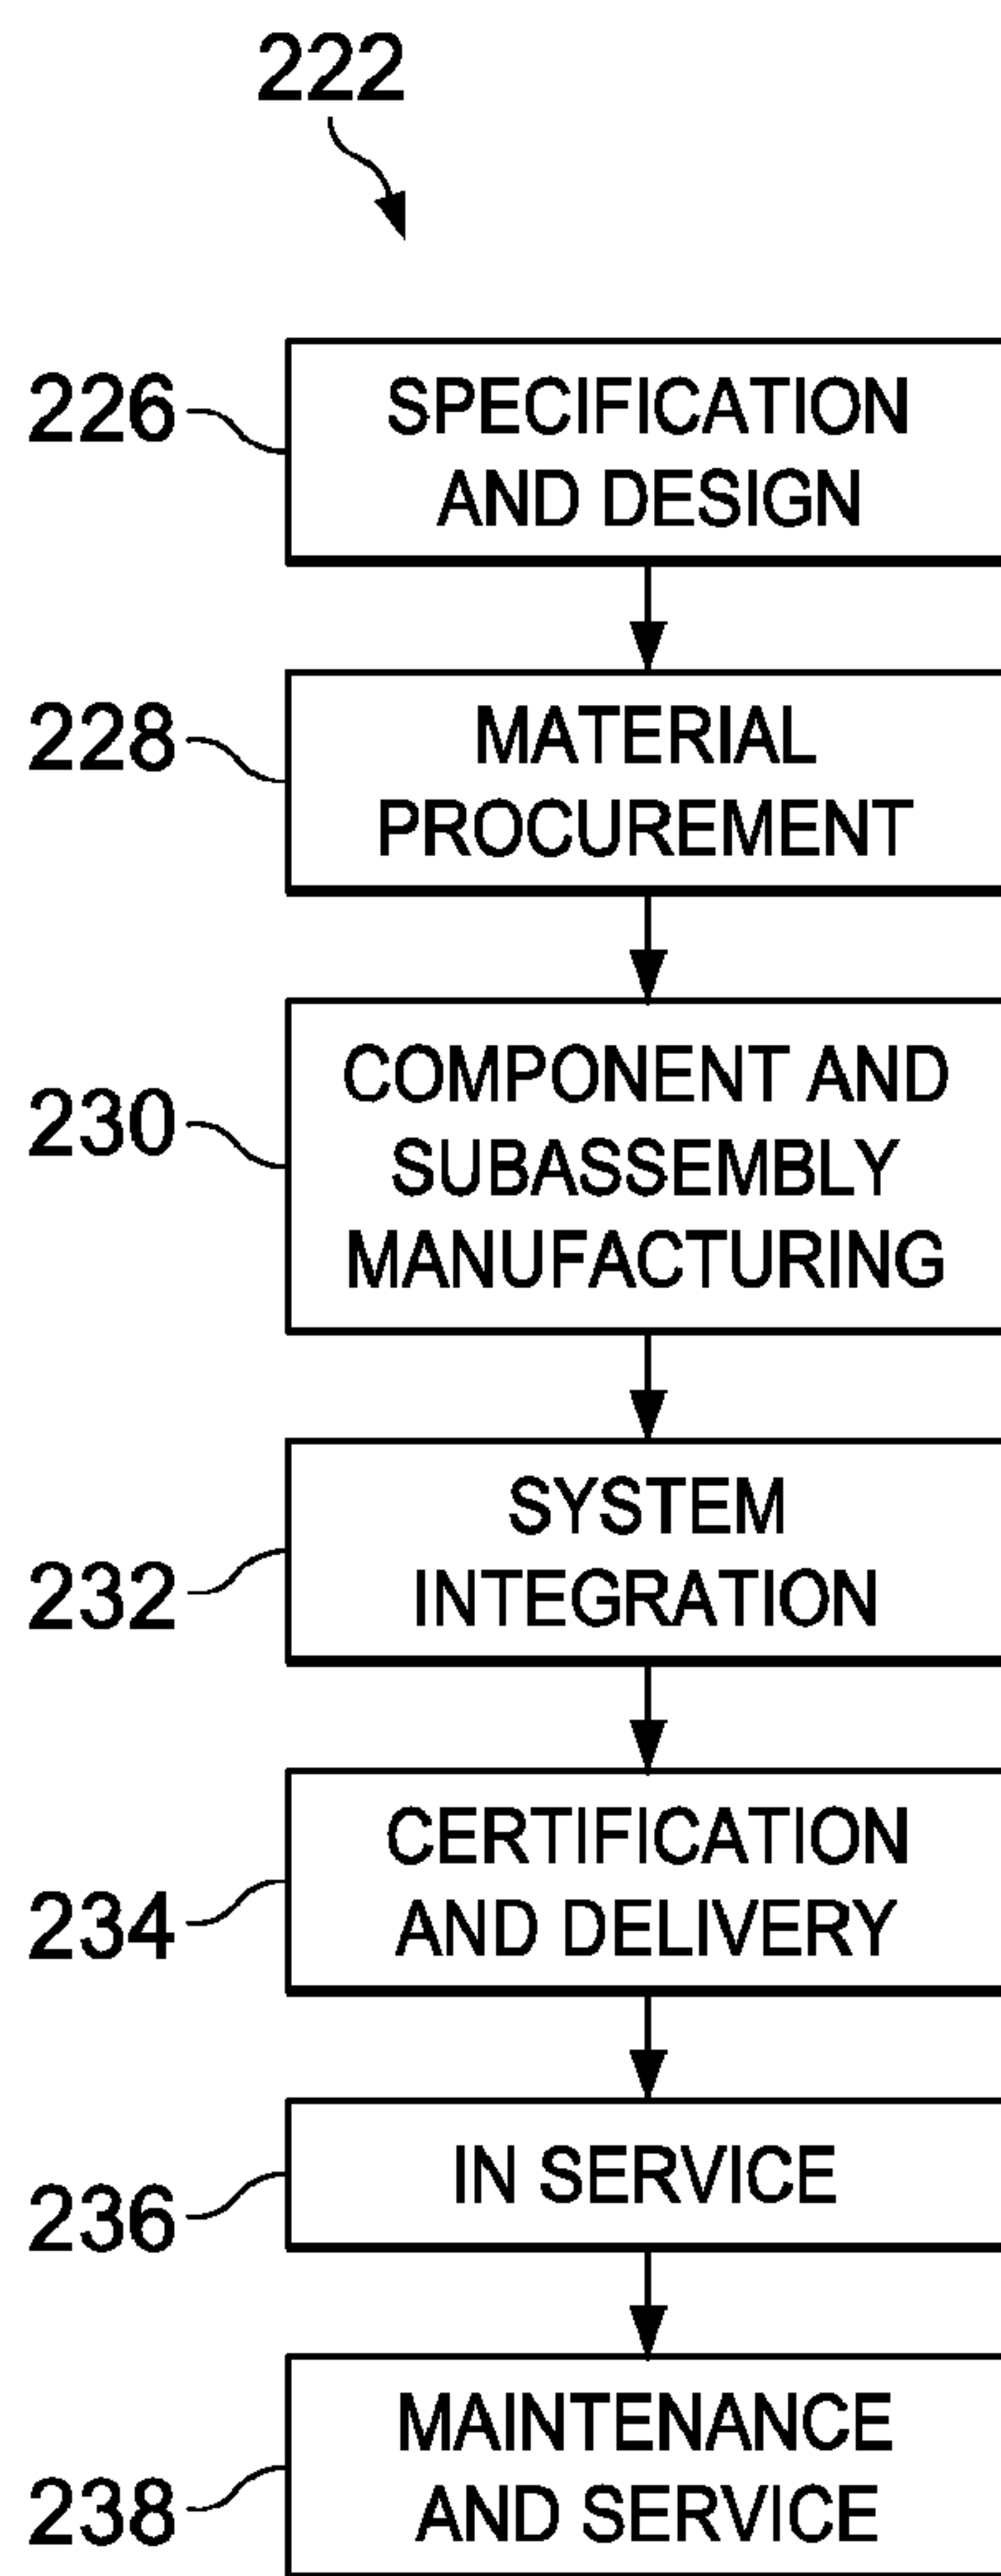 222
226
SPECIFICATION
AND DESIGN
228
MATERIAL
PROCUREMENT
230
COMPONENT AND
SUBASSEMBLY
MANUFACTURING
232
SYSTEM
INTEGRATION
234
CERTIFICATION
AND DELIVERY
236
IN SERVICE
238
MAINTENANCE
AND SERVICE